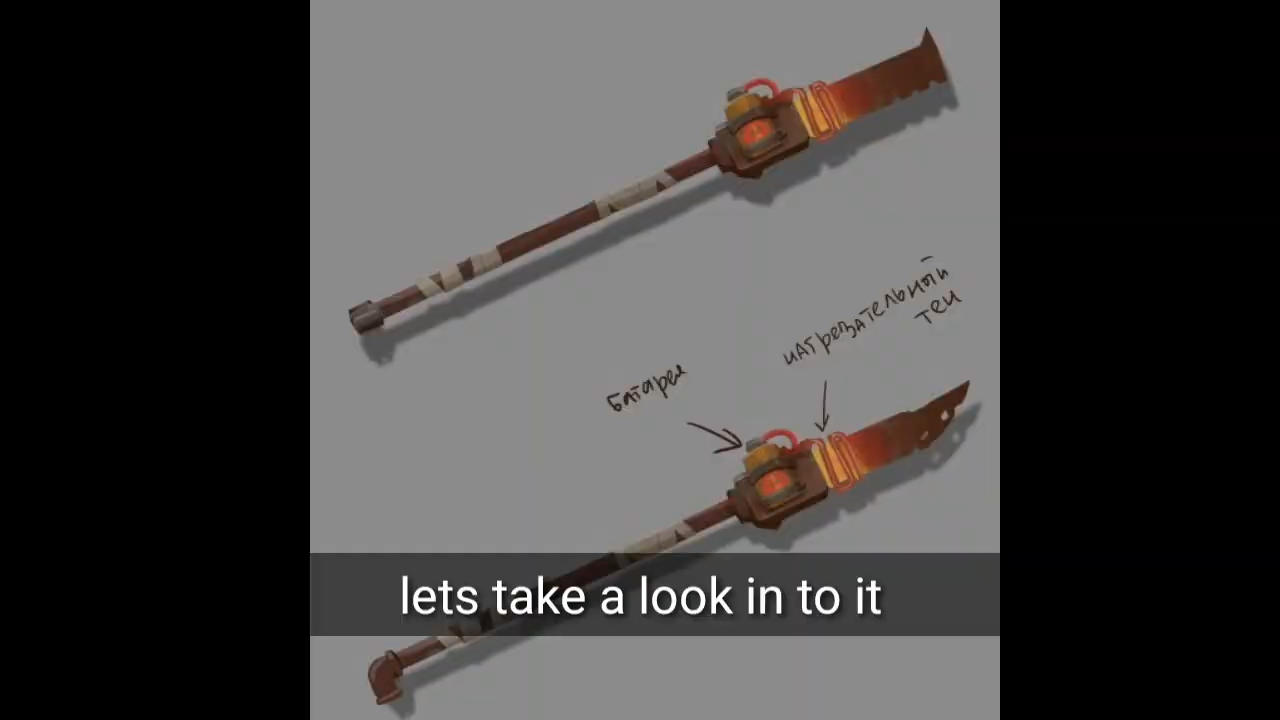 нагревательный
тен
батарея
lets take a look in to it